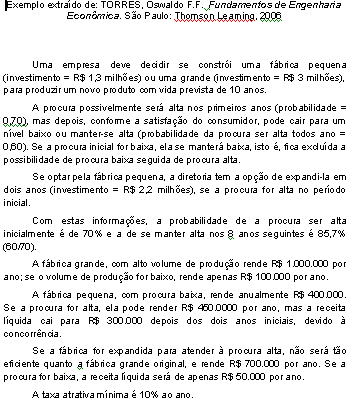 Exemplo extraído de: TORRES, Oswaldo F.F. Fundamentos de Engenharia
Econômica. São Paulo: Thomson Learning, 2006
Uma empresa deve decidir se constrói uma fábrica pequena
(investimento = R$ 1,3 milhões) ou uma grande (investimento = R$ 3 milhões),
para produzir um novo produto com vida prevista de 10 anos.
A procura possivelmente será alta nos primeiros anos (probabilidade =
0,70), mas depois, conforme a satisfação do consumidor, pode cair para um
nível baixo ou manter-se alta (probabilidade da procura ser alta todos ano =
0,60). Se a procura inicial for baixa, ela se manterá baixa, isto é, fica excluída a
possibilidade de procura baixa seguida de procura alta.
Se optar pela fábrica pequena, a diretoria tem a opção de expandi-la em
dois anos (investimento = R$ 2,2 milhões), se a procura for alta no período
inicial.
Com estas informações, a probabilidade de a procura ser alta
inicialmente é de 70% e a de se manter alta nos 8 anos seguintes é 85,7%
(60/70).
A fábrica grande, com alto volume de produção rende R$ 1.000.000 por
ano; se o volume de produção for baixo, rende apenas R$ 100.000 por ano.
A fábrica pequena, com procura baixa, rende anualmente R$ 400.000.
Se a procura for alta, ela pode render R$ 450.0000 por ano, mas a receita
líquida cai para R$ 300.000 depois dos dois anos iniciais, devido à
concorrência.
Se a fábrica for expandida para atender à procura alta, não será tão
eficiente quanto a fábrica grande original, e rende R$ 700.000 por ano. Se a
procura for baixa, a receita líquida será de apenas R$ 50.000 por ano.
A taxa atrativa mínima é 10% ao ano.